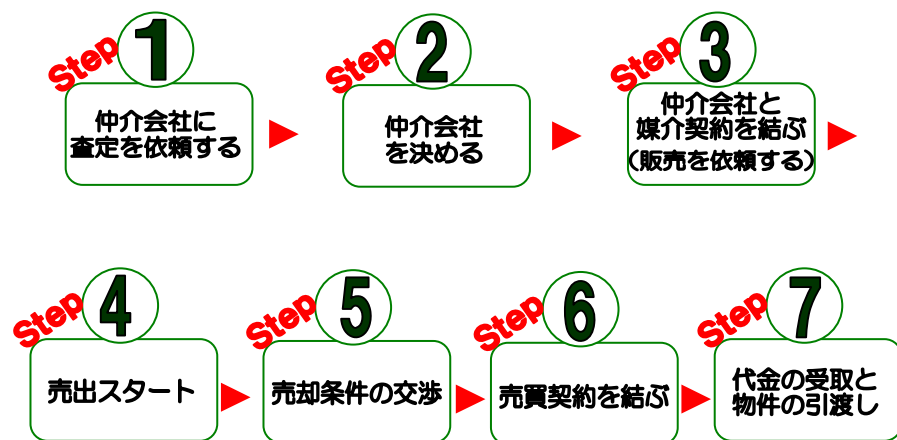 Step 1
仲介会社に
査定を依頼する
Step 2
仲介会社
を決める
Step 3
仲介会社と
媒介契約を結ぶ
(販売を依頼する)
Step 4
売出スタート
Step 5
売却条件の交渉
Step 6
売買契約を結ぶ
Step 7
代金の受取と
物件の引渡し